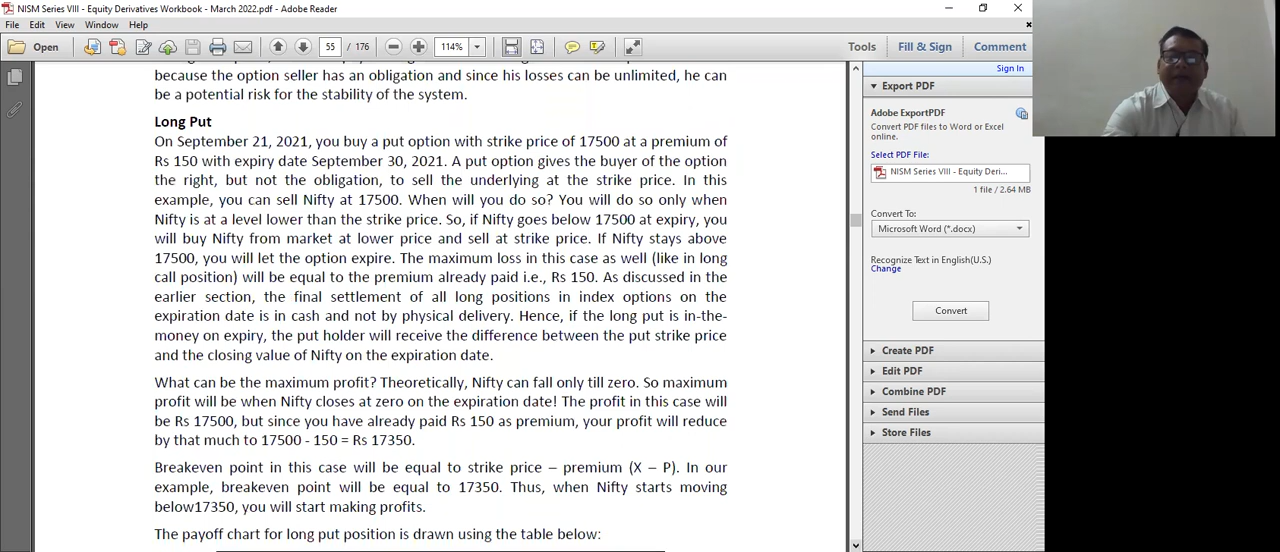 NISM Series VIII - Equity Derivatives Workbook - March 2022.pdf - Adobe Reader
File Edit View Window Help
Open 55 / 176 114% Tools Fill & Sign Comment
because the option seller has an obligation and since his losses can be unlimited, he can
be a potential risk for the stability of the system.
Long Put
On September 21, 2021, you buy a put option with strike price of 17500 at a premium of
Rs 150 with expiry date September 30, 2021. A put option gives the buyer of the option
the right, but not the obligation, to sell the underlying at the strike price. In this
example, you can sell Nifty at 17500. When will you do so? You will do so only when
Nifty is at a level lower than the strike price. So, if Nifty goes below 17500 at expiry, you
will buy Nifty from market at lower price and sell at strike price. If Nifty stays above
17500, you will let the option expire. The maximum loss in this case as well (like in long
call position) will be equal to the premium already paid i.e., Rs 150. As discussed in the
earlier section, the final settlement of all long positions in index options on the
expiration date is in cash and not by physical delivery. Hence, if the long put is in-the-
money on expiry, the put holder will receive the difference between the put strike price
and the closing value of Nifty on the expiration date.
What can be the maximum profit? Theoretically, Nifty can fall only till zero. So maximum
profit will be when Nifty closes at zero on the expiration date! The profit in this case will
be Rs 17500, but since you have already paid Rs 150 as premium, your profit will reduce
by that much to 17500 - 150 = Rs 17350.
Breakeven point in this case will be equal to strike price – premium (X – P). In our
example, breakeven point will be equal to 17350. Thus, when Nifty starts moving
below17350, you will start making profits.
The payoff chart for long put position is drawn using the table below:
Sign In
Export PDF
Adobe ExportPDF
Convert PDF files to Word or Excel
online.
Select PDF File:
NISM Series VIII - Equity Deri...
1 file / 2.64 MB
Convert To:
Microsoft Word (*.docx)
Recognize Text in English(U.S.)
Change
Convert
Create PDF
Edit PDF
Combine PDF
Send Files
Store Files